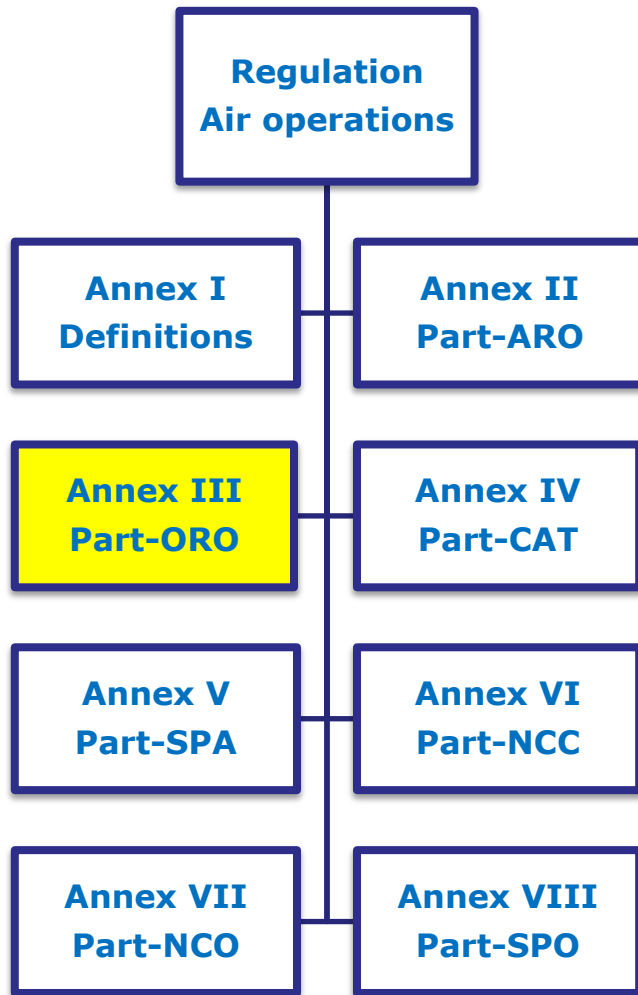 Regulation
Air operations
Annex I
Definitions
Annex II
Part-ARO
Annex III
Part-ORO
Annex IV
Part-CAT
Annex V
Part-SPA
Annex VI
Part-NCC
Annex VII
Part-NCO
Annex VIII
Part-SPO